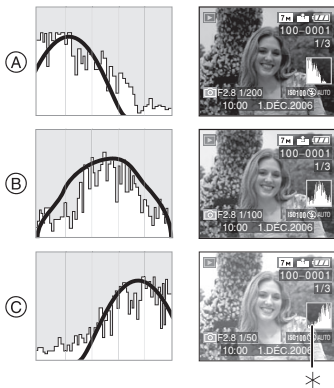 A
7M
100-0001
1/3
F2.8 1/200 ISO100 AUTO
10:00 1.DEC.2006
B
7M
100-0001
1/3
F2.8 1/100 ISO100 AUTO
10:00 1.DEC.2006
C
7M
100-0001
1/3
F2.8 1/50 ISO100
10:00 1.DEC.2006